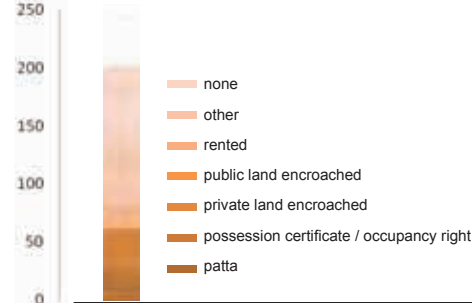 250
200
150
100
50
0
none
other
rented
public land encroached
private land encroached
possession certificate / occupancy right
patta